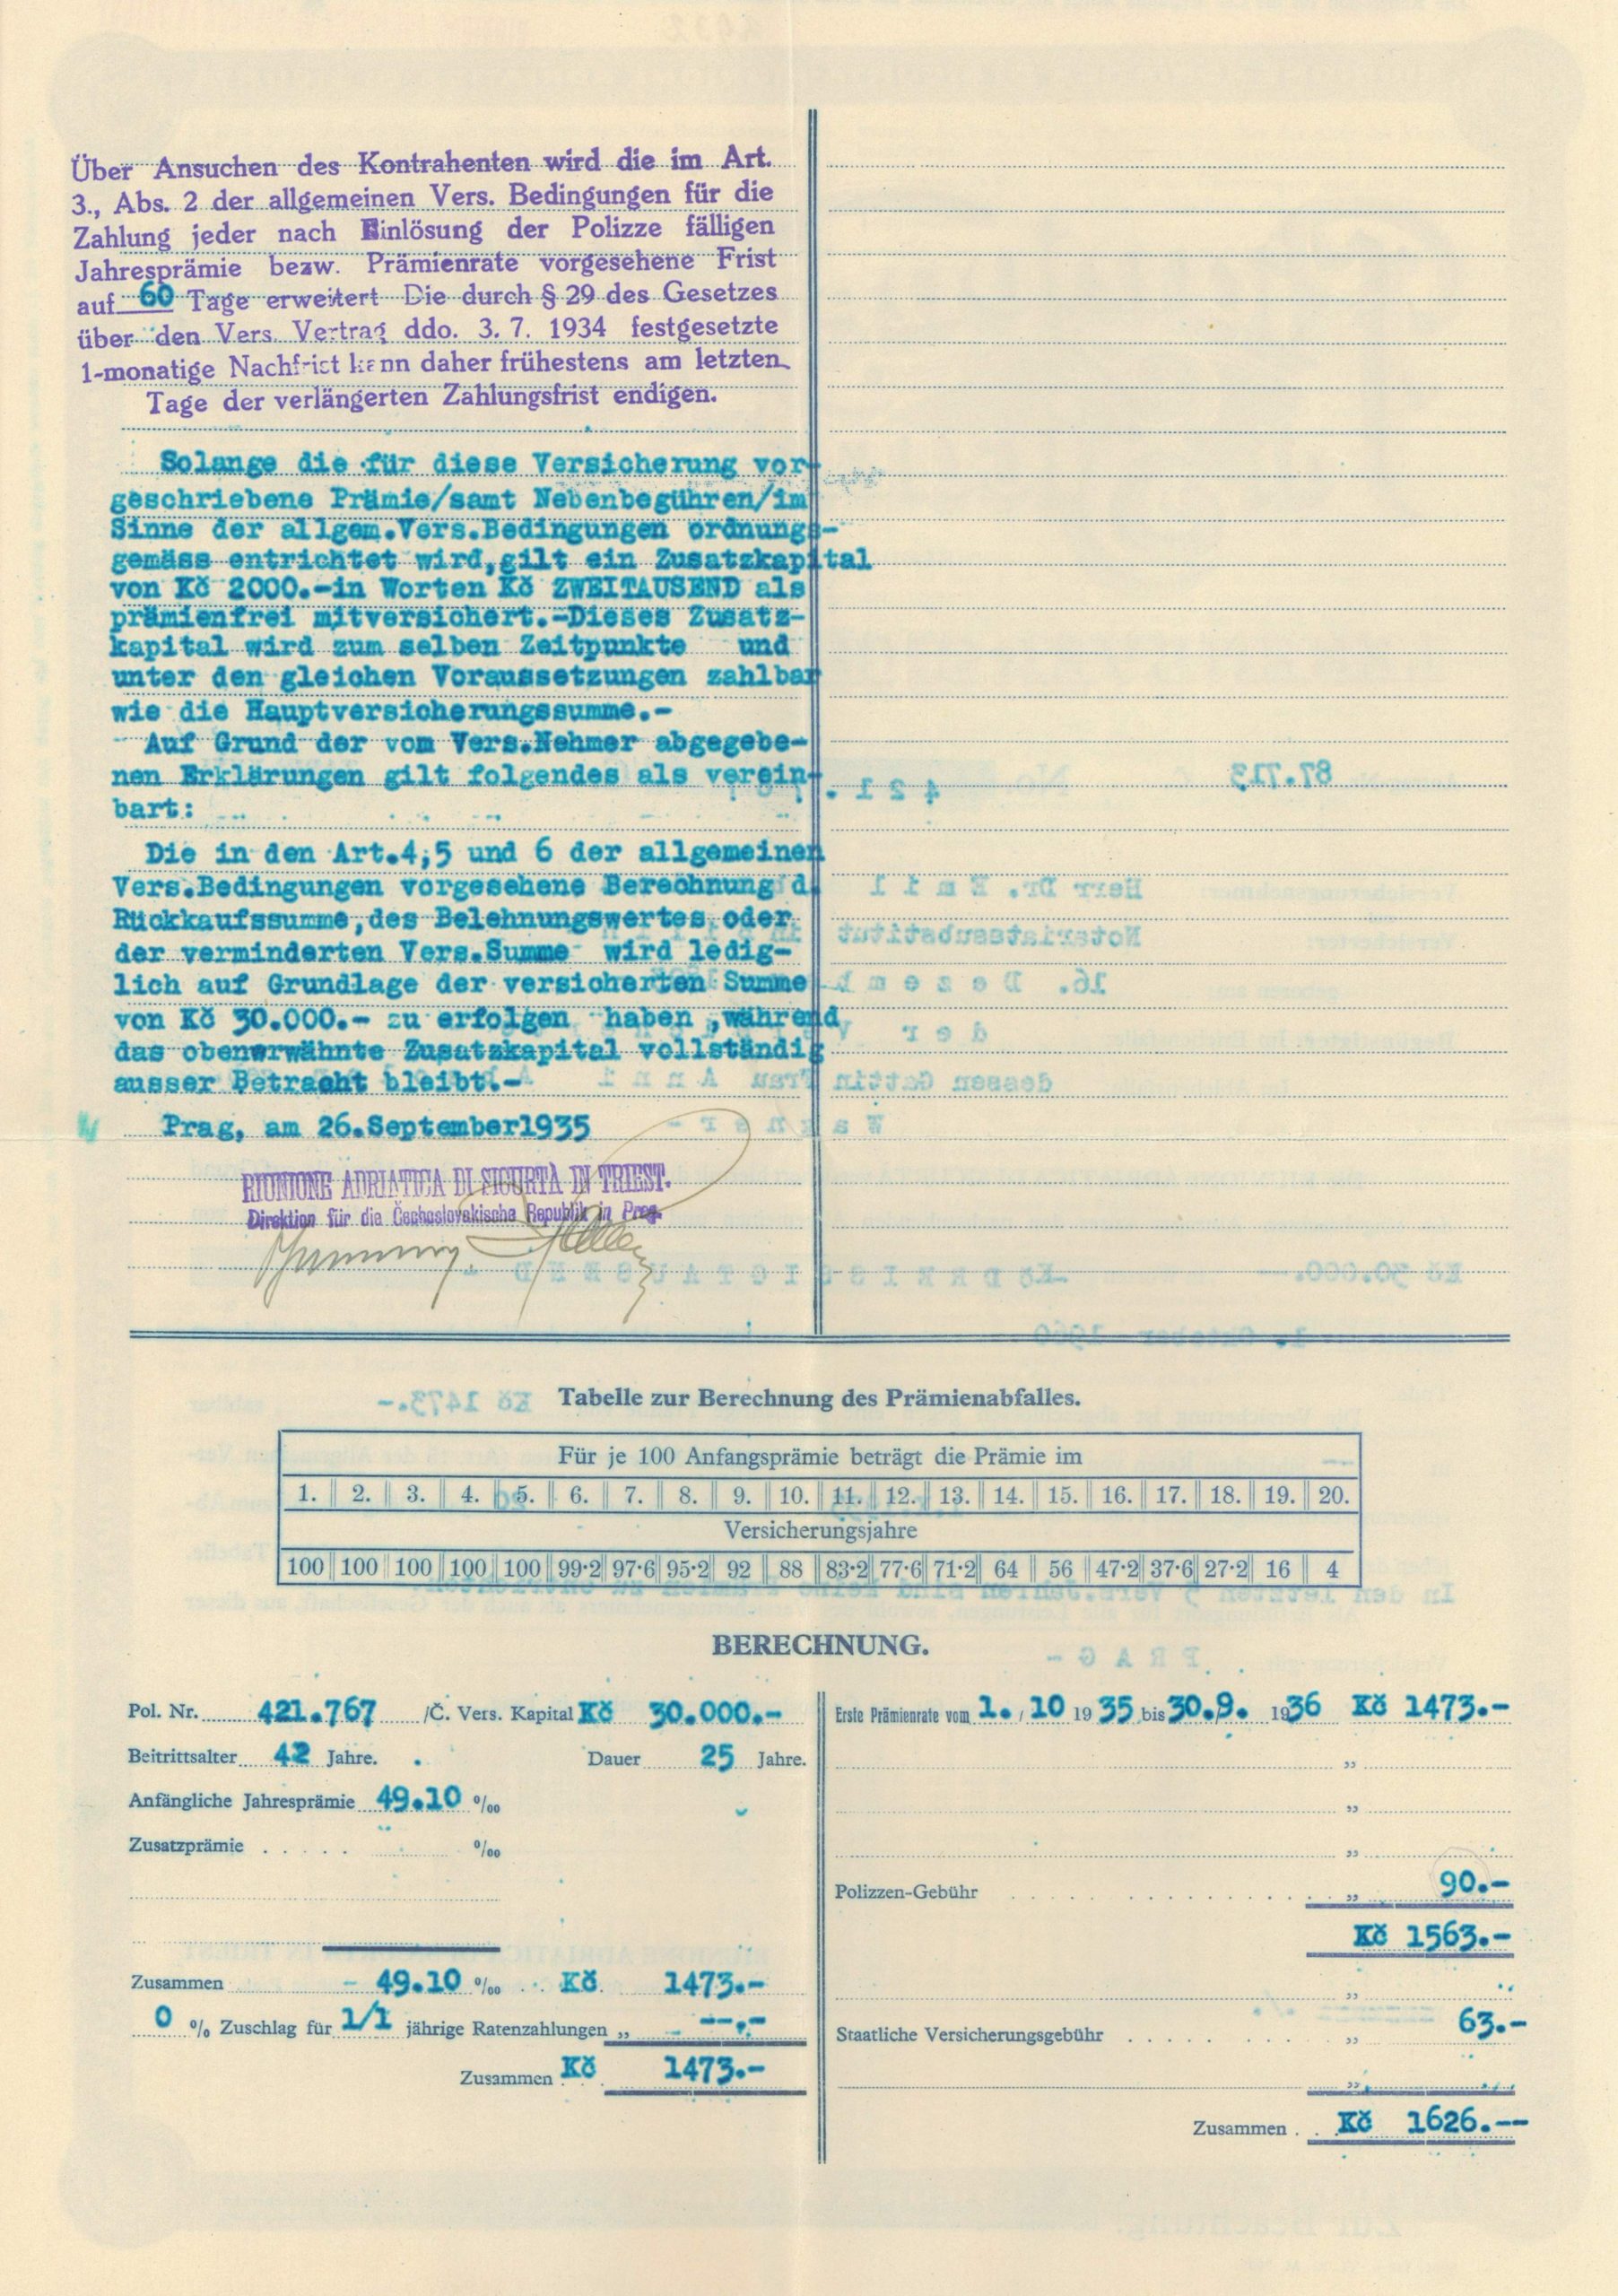 Über Ansuchen des Kontrahenten wird die im Art.
3., Abs. 2 der allgemeinen Vers. Bedingungen für die
Zahlung jeder nach Einlösung der Polizze fälligen
Jahresprämie bezw. Prämienrate vorgesehene Frist
auf 60 Tage erweitert Die durch § 29 des Gesetzes
über den Vers. Vertrag ddo. 3. 7. 1934 festgesetzte
1-monatige Nachfrist kann daher frühestens am letzten
Tage der verlängerten Zahlungsfrist endigen.
Solange die für diese Versicherung vor-
geschriebene Prämie/samt Nebenbegühren/im
Sinne der allgem.Vers.Bedingungen ordnungs-
gemäss entrichtet wird,gilt ein Zusatzkapital
von Kč 2000.-in Worten Kč ZWEITAUSEND als
prämienfrei mitversichert.-Dieses Zusatz-
kapital wird zum selben Zeitpunkte und
unter den gleichen Voraussetzungen zahlbar
wie die Hauptversicherungssumme.-
Auf Grund der vom Vers.Nehmer abgegebe-
nen Erklärungen gilt folgendes als verein-
bart:
Die in den Art.4,5 und 6 der allgemeinen
Vers.Bedingungen vorgesehene Berechnung d.
Rückkaufssumme,des Belehnungswertes oder
der verminderten Vers.Summe wird ledig-
lich auf Grundlage der versicherten Summe
von Kč 30.000.- zu erfolgen haben ,während
das obenerwähnte Zusatzkapital vollständig
ausser Betracht bleibt.-
Prag, am 26.September1935
RIUNIONE ADRIATICA DI SICURTÀ IN TRIEST.
Direktion für die Čechoslovakische Republik in Prag.
Tabelle zur Berechnung des Prämienabfalles.
Für je 100 Anfangsprämie beträgt die Prämie im
1. 2. 3. 4. 5. 6. 7. 8. 9. 10. 11. 12. 13. 14. 15. 16. 17. 18. 19. 20.
Versicherungsjahre
100 100 100 100 100 99·2 97·6 95·2 92 88 83·2 77·6 71·2 64 56 47·2 37·6 27·2 16 4
BERECHNUNG.
Pol. Nr. 421.767 /Č. Vers. Kapital Kč 30.000.-
Beitrittsalter 42 Jahre. Dauer 25 Jahre.
Anfängliche Jahresprämie 49.10 ‰
Zusatzprämie . . . . . ‰
Zusammen - 49.10 ‰ Kč 1473.-
0 % Zuschlag für 1/1 jährige Ratenzahlungen „ --.-
Zusammen Kč 1473.-
Erste Prämienrate vom 1. 10 1935 bis 30.9. 1936 Kč 1473.-
„
„
„
Polizzen-Gebühr „ 90.-
Kč 1563.-
„
Staatliche Versicherungsgebühr „ 63.-
„
Zusammen . Kč 1626.--